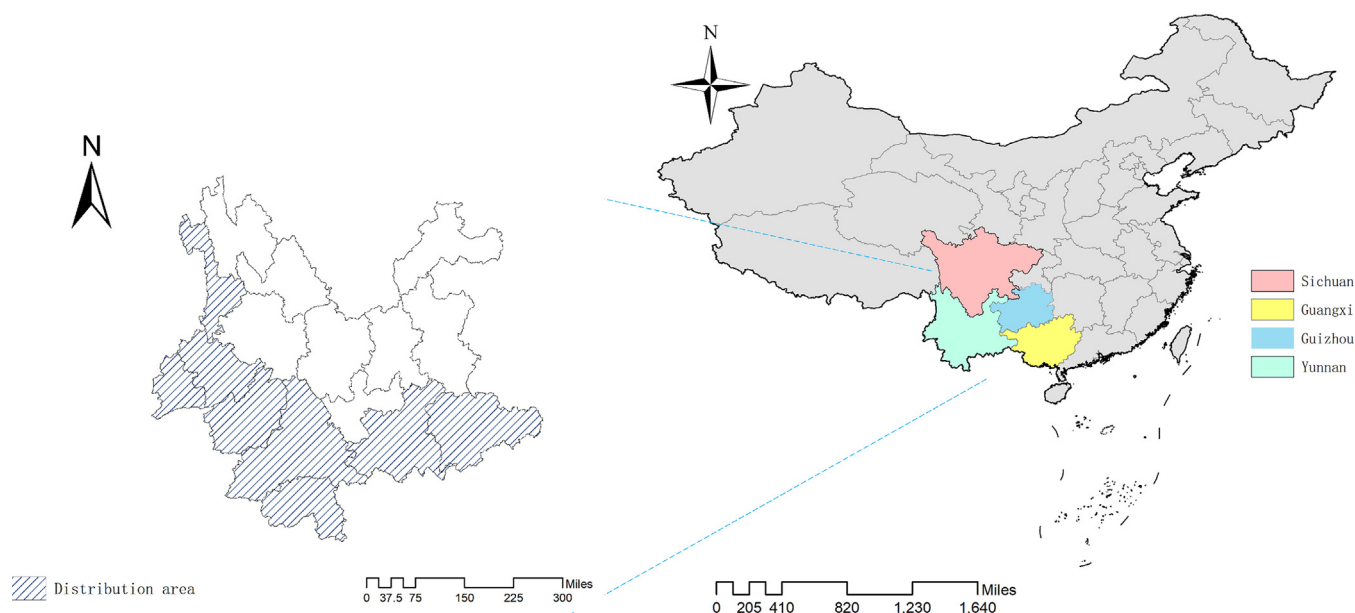 N
N
Sichuan
Guangxi
Guizhou
Yunnan
Distribution area
Miles
0 37.5 75 150 225 300
Miles
0 205 410 820 1.230 1.640